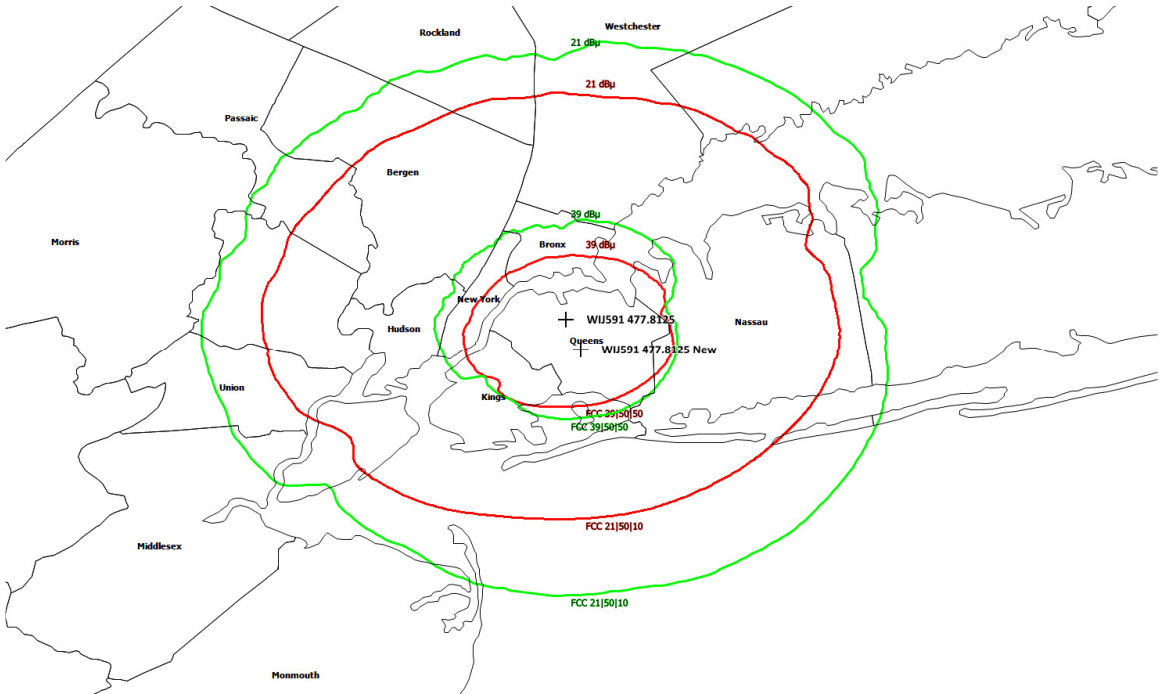 Westchester
Rockland
21 dBµ
21 dBµ
Passaic
Bergen
39 dBµ
Morris
Bronx
39 dBµ
New York
WIJ591 477.8125
Nassau
Hudson
Queens
WIJ591 477.8125 New
Union
Kings
FCC 39|50|50
FCC 39|50|50
FCC 21|50|10
Middlesex
FCC 21|50|10
Monmouth